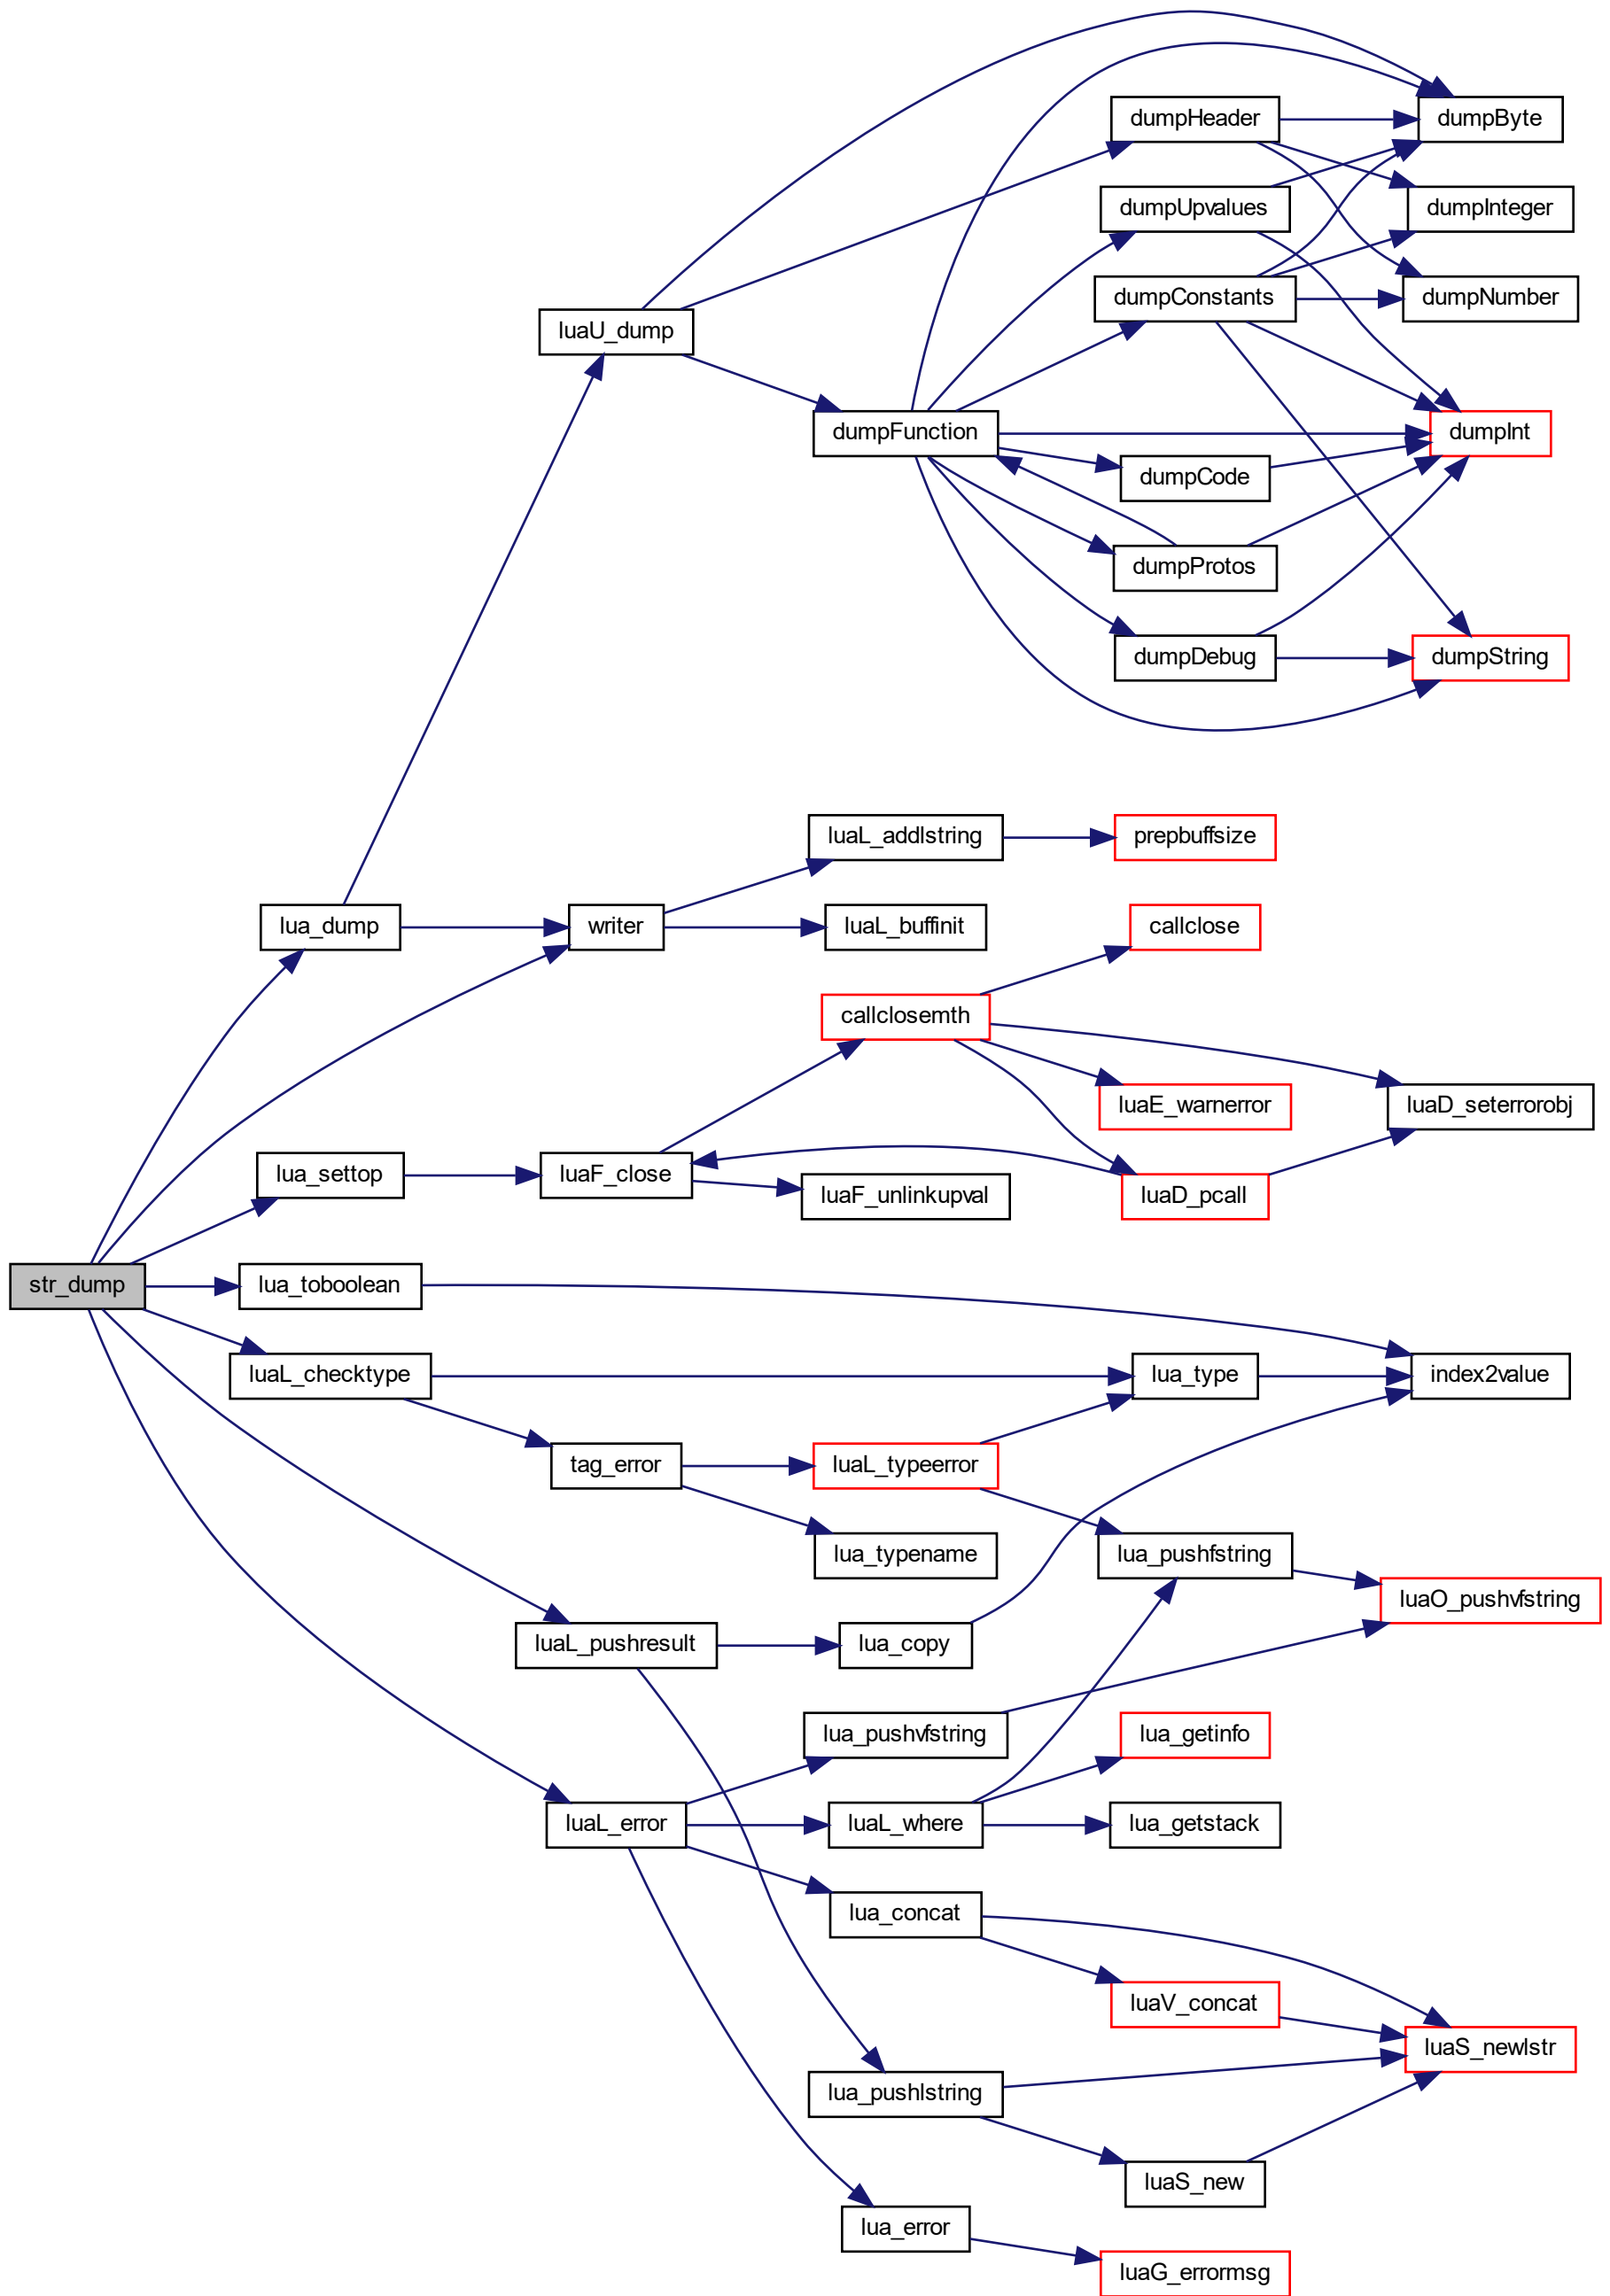 dumpHeader
dumpByte
dumpUpvalues
dumpInteger
dumpConstants
dumpNumber
luaU_dump
dumpFunction
dumpInt
dumpCode
dumpProtos
dumpDebug
dumpString
luaL_addlstring
prepbuffsize
lua_dump
writer
luaL_buffinit
callclose
callclosemth
luaE_warnerror
luaD_seterrorobj
lua_settop
luaF_close
luaF_unlinkupval
luaD_pcall
str_dump
lua_toboolean
luaL_checktype
lua_type
index2value
tag_error
luaL_typeerror
lua_typename
lua_pushfstring
luaO_pushvfstring
luaL_pushresult
lua_copy
lua_pushvfstring
lua_getinfo
luaL_error
luaL_where
lua_getstack
lua_concat
luaV_concat
luaS_newlstr
lua_pushlstring
luaS_new
lua_error
luaG_errormsg